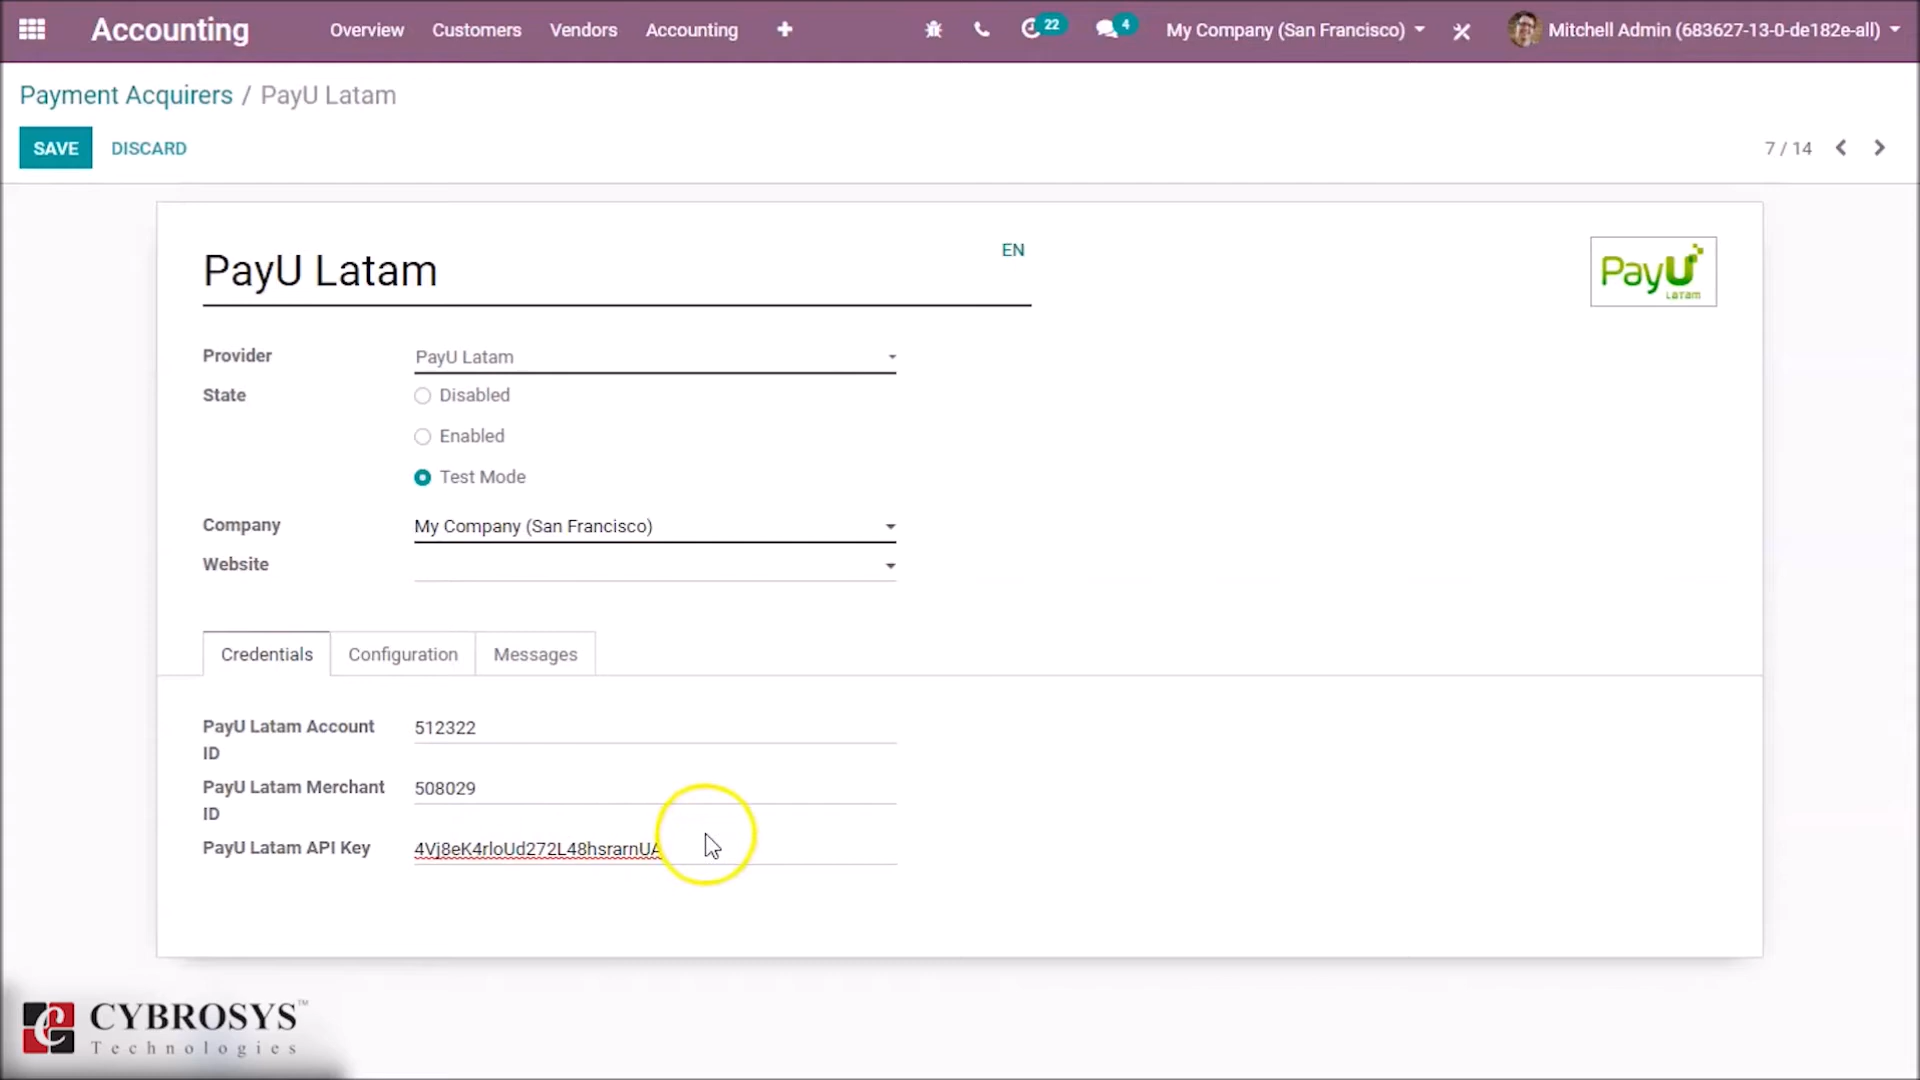 Accounting Overview Customers Vendors Accounting 22 4 My Company (San Francisco) Mitchell Admin (683627-13-0-de182e-all)
Payment Acquirers / PayU Latam
SAVE DISCARD 7 / 14
EN
PayU Latam
PayU LATAM
Provider PayU Latam
State Disabled
Enabled
Test Mode
Company My Company (San Francisco)
Website
Credentials Configuration Messages
PayU Latam Account ID 512322
PayU Latam Merchant ID 508029
PayU Latam API Key 4Vj8eK4rloUd272L48hsrarnUA
CYBROSYS™
Technologies